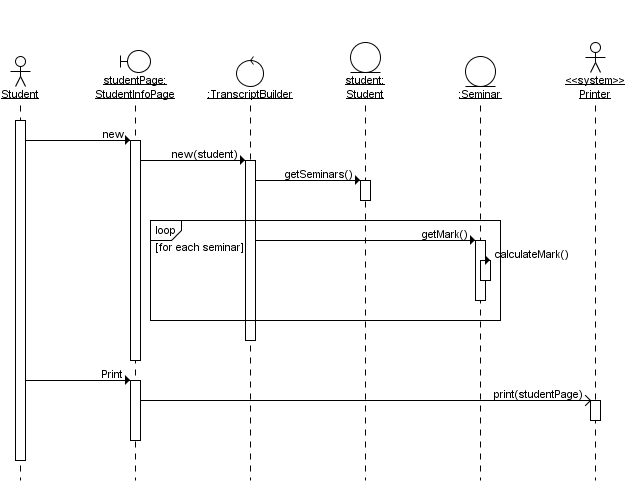 Student
studentPage:
StudentInfoPage
:TranscriptBuilder
student:
Student
:Seminar
<<system>>
Printer
new
new(student)
getSeminars()
loop
getMark()
[for each seminar]
calculateMark()
Print
print(studentPage)